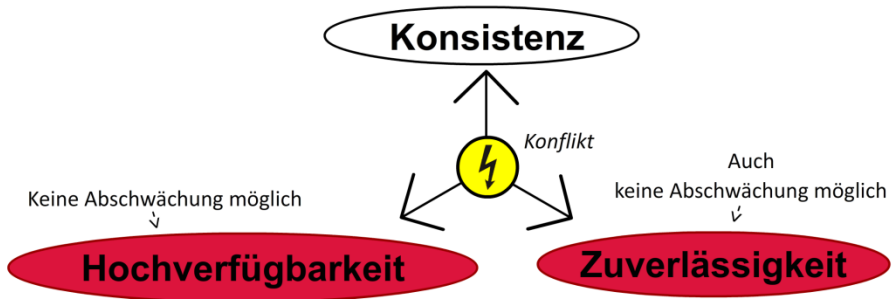 Konsistenz
Konflikt
Auch
keine Abschwächung möglich
Keine Abschwächung möglich
Hochverfügbarkeit
Zuverlässigkeit